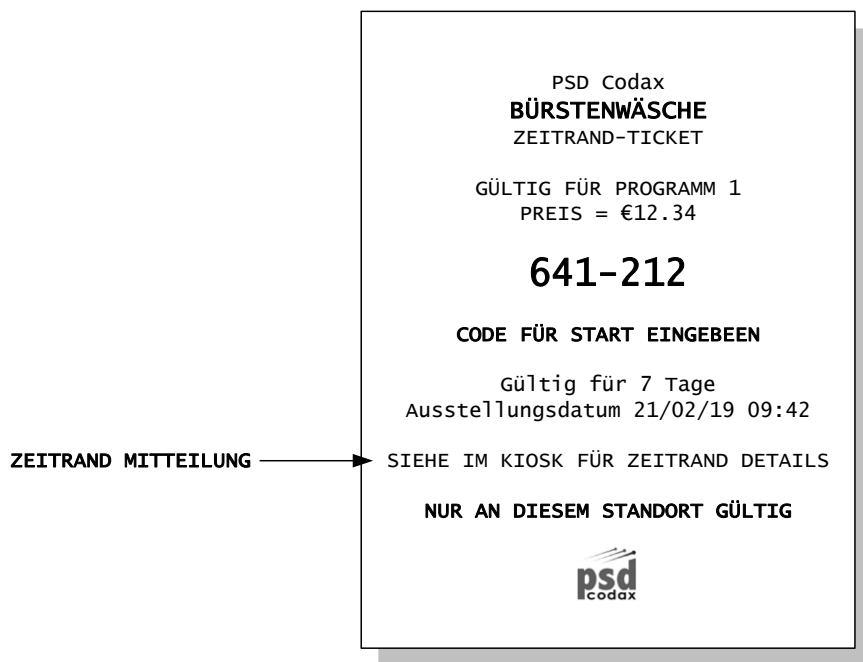 PSD Codax
BÜRSTENWÄSCHE
ZEITRAND-TICKET
GÜLTIG FÜR PROGRAMM 1
PREIS = €12.34
641-212
CODE FÜR START EINGEBEEN
Gültig für 7 Tage
Ausstellungsdatum 21/02/19 09:42
ZEITRAND MITTEILUNG
SIEHE IM KIOSK FÜR ZEITRAND DETAILS
NUR AN DIESEM STANDORT GÜLTIG
psd
codax